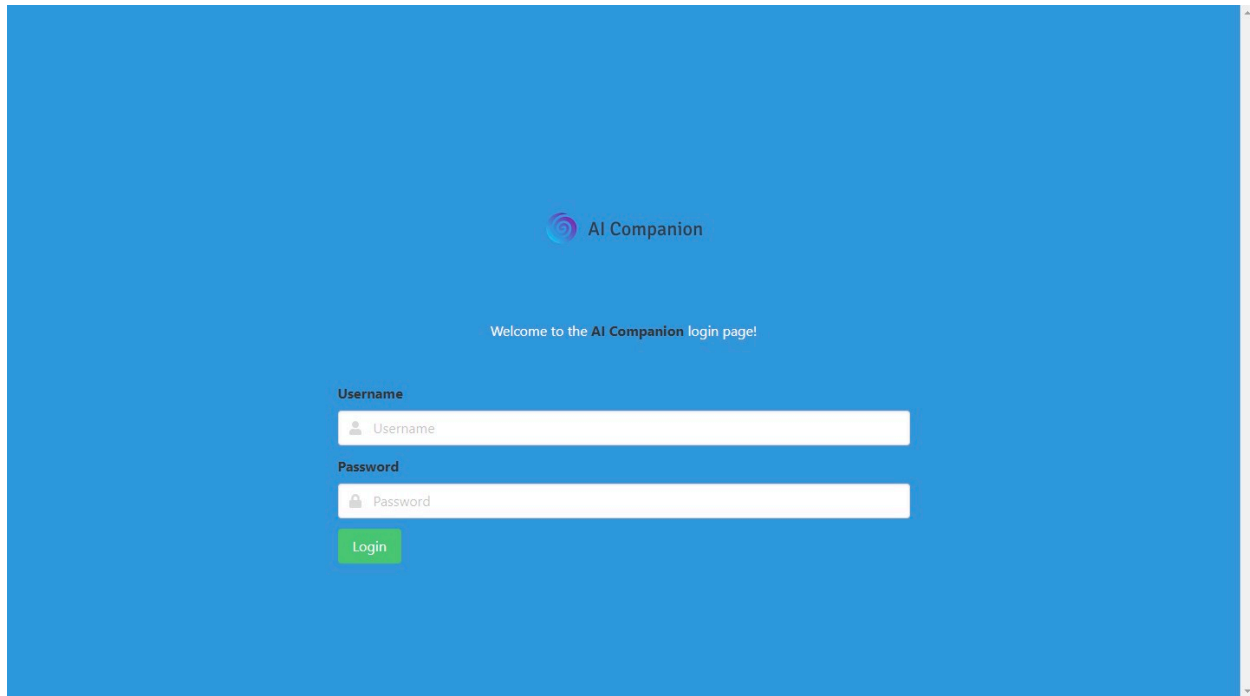 AI Companion
Welcome to the AI Companion login page!
Username
Username
Password
Password
Login